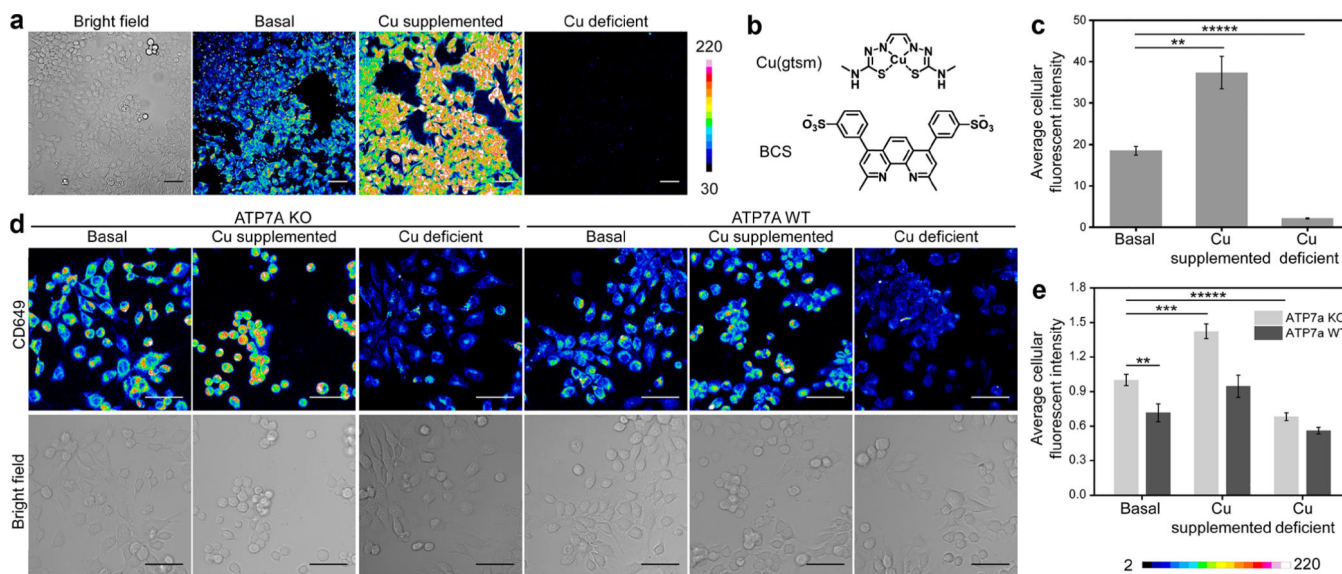 a
Bright field
Basal
Cu supplemented
Cu deficient
220
30
b
Cu(gtsm)
N N
N N
Cu
N H
S S
N H
BCS
⁻O₃S
SO₃⁻
N N
c
Average cellular
fluorescent intensity
50
40
30
20
10
0
*****
**
Basal
Cu
supplemented
Cu
deficient
d
ATP7A KO
ATP7A WT
Basal
Cu supplemented
Cu deficient
Basal
Cu supplemented
Cu deficient
CD649
Bright field
e
Average cellular
fluorescent intensity
1.8
1.5
1.2
0.9
0.6
0.3
0.0
*****
***
**
ATP7a KO
ATP7a WT
Basal
Cu
supplemented
Cu
deficient
2
220